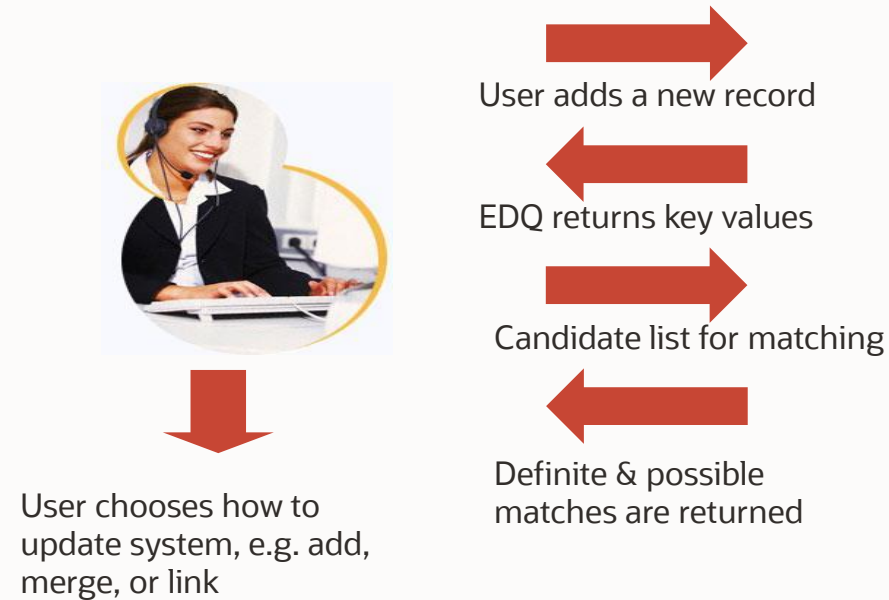 User adds a new record
EDQ returns key values
Candidate list for matching
Definite & possible
matches are returned
User chooses how to
update system, e.g. add,
merge, or link